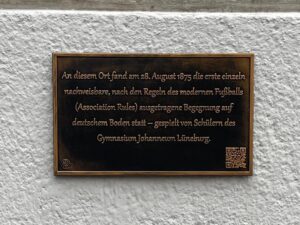 An diesem Ort fand am 28. August 1875 die erste einzeln
nachweisbare, nach den Regeln des modernen Fußballs
(Association Rules) ausgetragene Begegnung auf
deutschem Boden statt – gespielt von Schülern des
Gymnasium Johanneum Lüneburg.